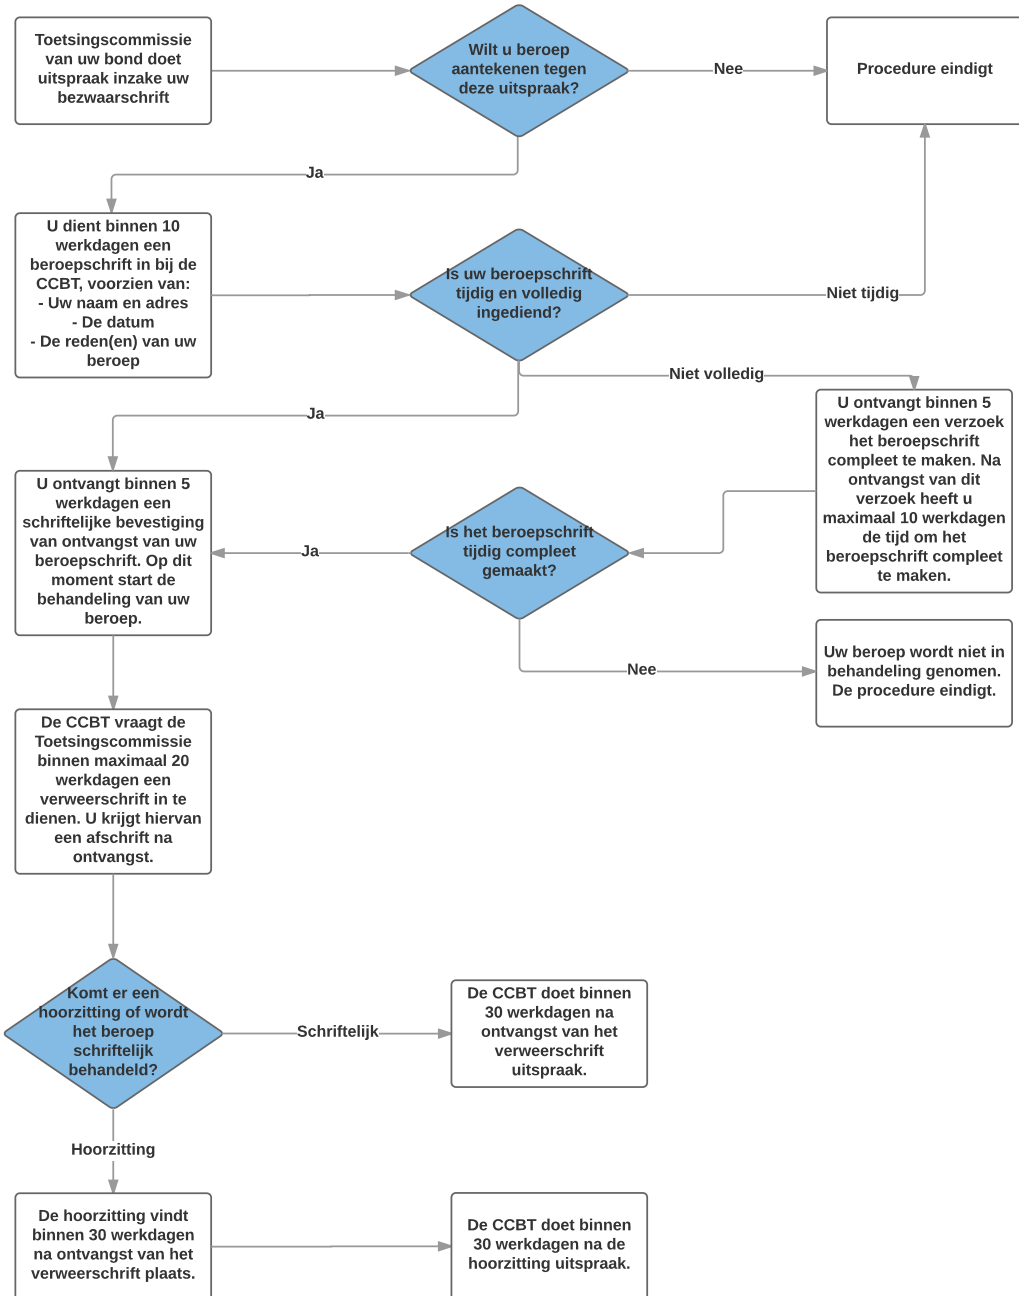 Toetsingscommissie
van uw bond doet
uitspraak inzake uw
bezwaarschrift
Wilt u beroep
aantekenen tegen
deze uitspraak?
Nee
Procedure eindigt
Ja
U dient binnen 10
werkdagen een
beroepschrift in bij de
CCBT, voorzien van:
- Uw naam en adres
- De datum
- De reden(en) van uw
beroep
Is uw beroepschrift
tijdig en volledig
ingediend?
Niet tijdig
Niet volledig
Ja
U ontvangt binnen 5
werkdagen een verzoek
het beroepschrift
compleet te maken. Na
ontvangst van dit
verzoek heeft u
maximaal 10 werkdagen
de tijd om het
beroepschrift compleet
te maken.
U ontvangt binnen 5
werkdagen een
schriftelijke bevestiging
van ontvangst van uw
beroepschrift. Op dit
moment start de
behandeling van uw
beroep.
Ja
Is het beroepschrift
tijdig compleet
gemaakt?
Nee
Uw beroep wordt niet in
behandeling genomen.
De procedure eindigt.
De CCBT vraagt de
Toetsingscommissie
binnen maximaal 20
werkdagen een
verweerschrift in te
dienen. U krijgt hiervan
een afschrift na
ontvangst.
Komt er een
hoorzitting of wordt
het beroep
schriftelijk
behandeld?
Schriftelijk
De CCBT doet binnen
30 werkdagen na
ontvangst van het
verweerschrift
uitspraak.
Hoorzitting
De hoorzitting vindt
binnen 30 werkdagen
na ontvangst van het
verweerschrift plaats.
De CCBT doet binnen
30 werkdagen na de
hoorzitting uitspraak.